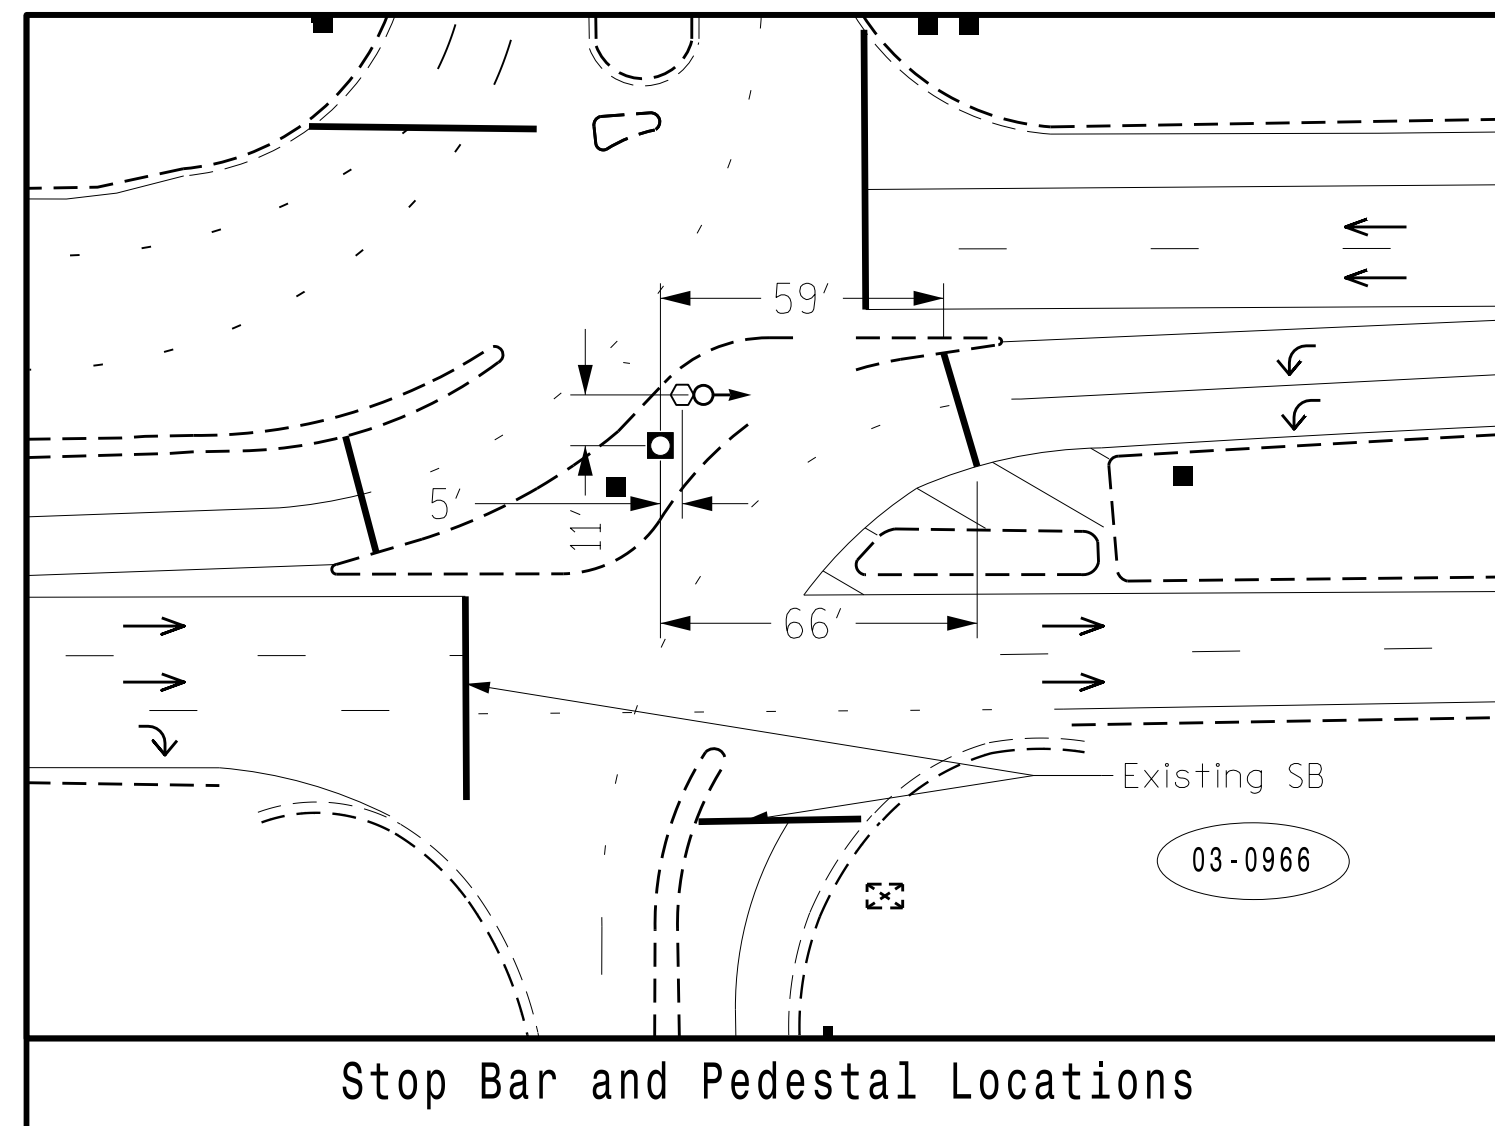 59′
5′
11′
66′
Existing SB
03-0966
Stop Bar and Pedestal Locations